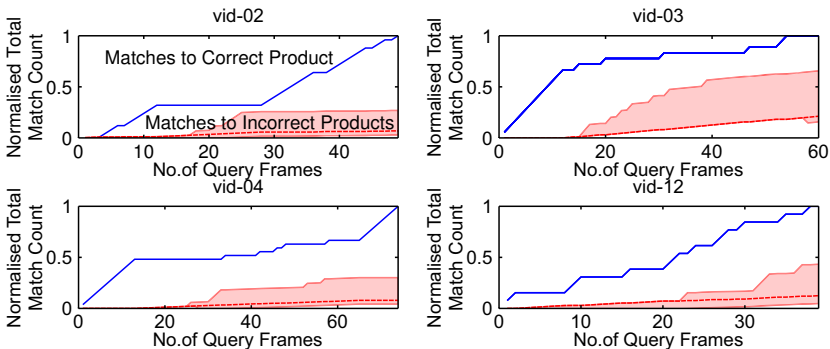 vid-02
Normalised Total
Match Count
1
0.5
0
Matches to Correct Product
Matches to Incorrect Products
0
10
20
30
40
No.of Query Frames
vid-03
Normalised Total
Match Count
1
0.5
0
0
20
40
60
No.of Query Frames
vid-04
Normalised Total
Match Count
1
0.5
0
0
20
40
60
No.of Query Frames
vid-12
Normalised Total
Match Count
1
0.5
0
0
10
20
30
No.of Query Frames